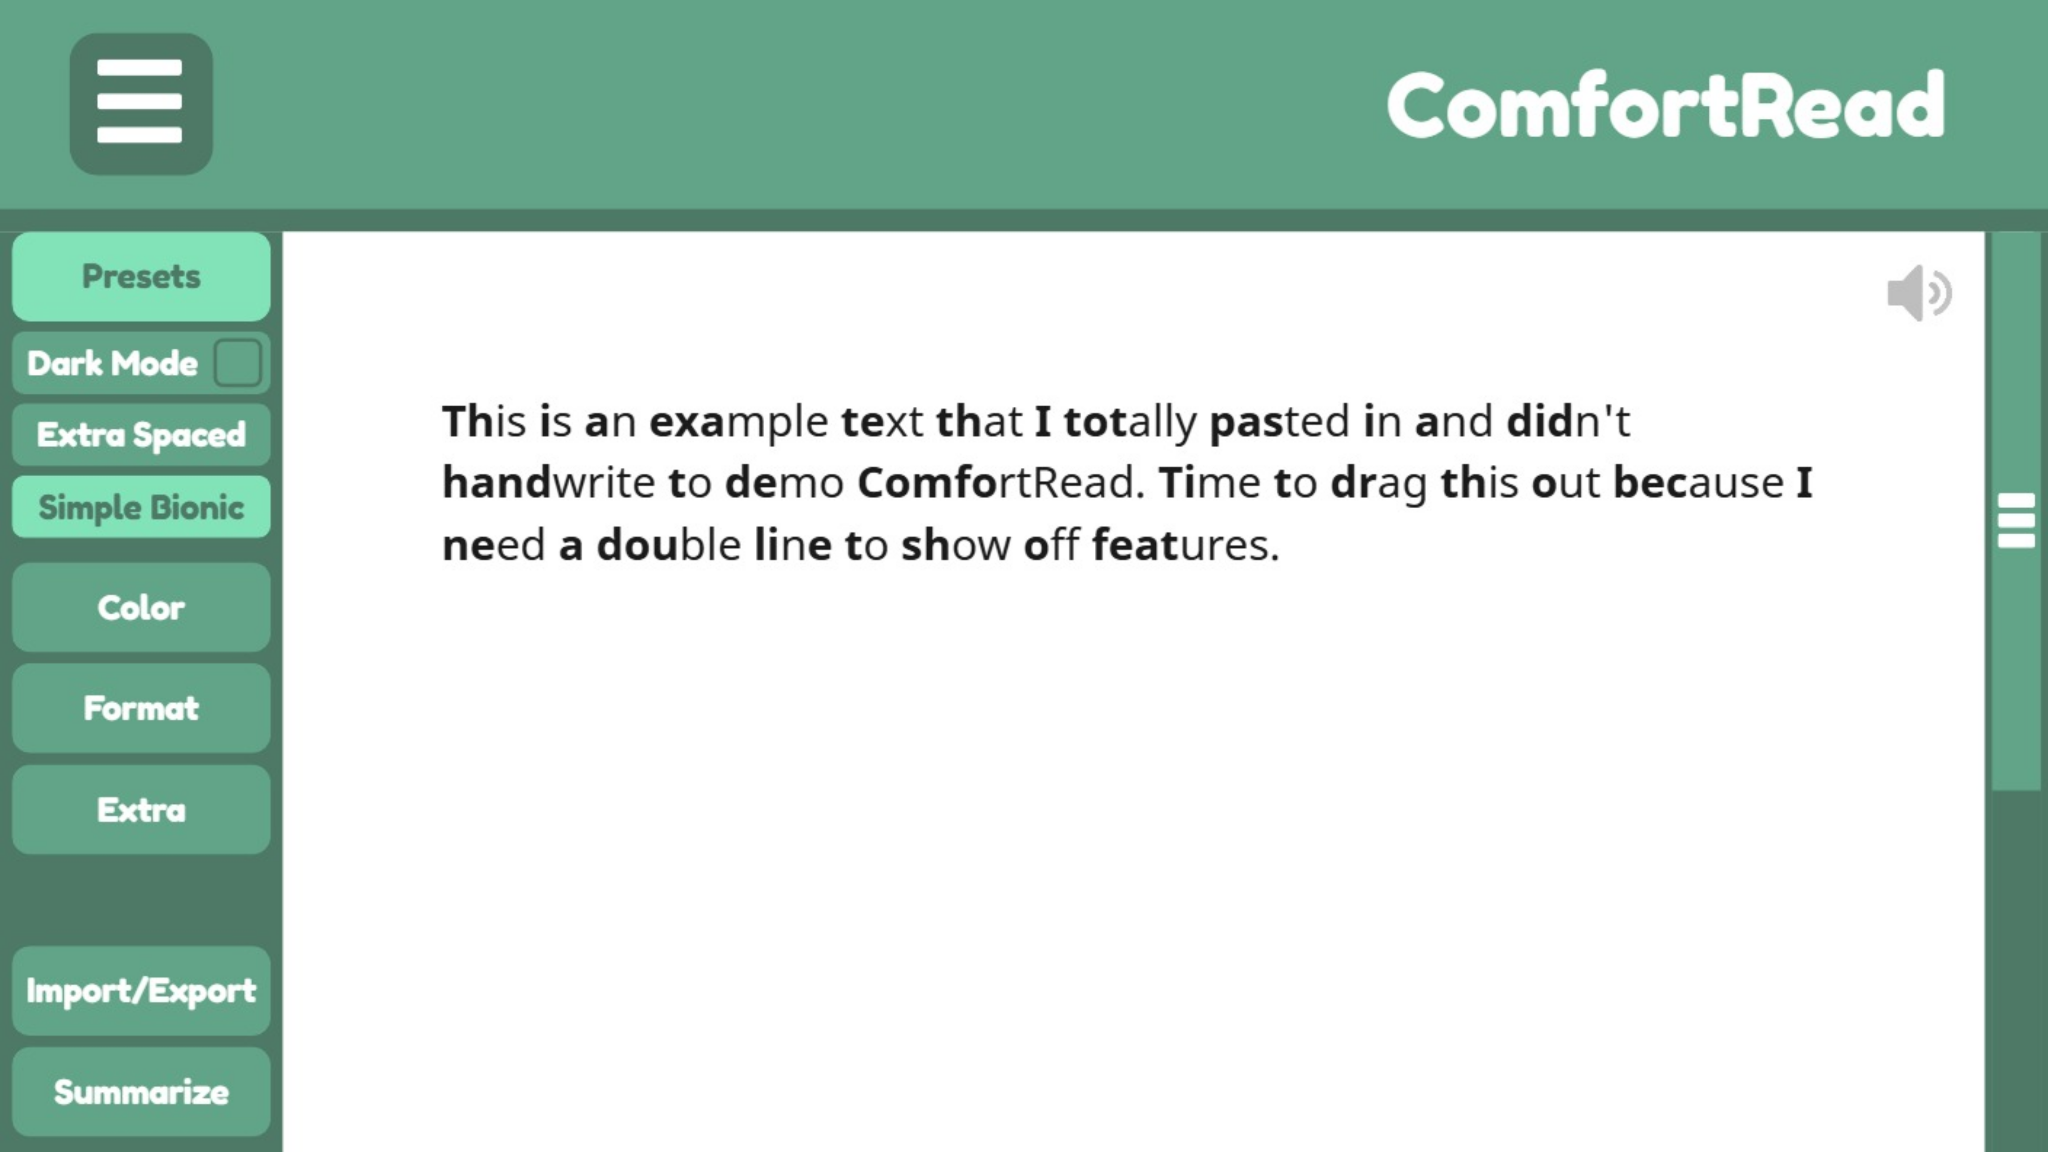 ComfortRead
Presets
Dark Mode
Extra Spaced
Simple Bionic
Color
Format
Extra
Import/Export
Summarize
This is an example text that I totally pasted in and didn't
handwrite to demo ComfortRead. Time to drag this out because I
need a double line to show off features.